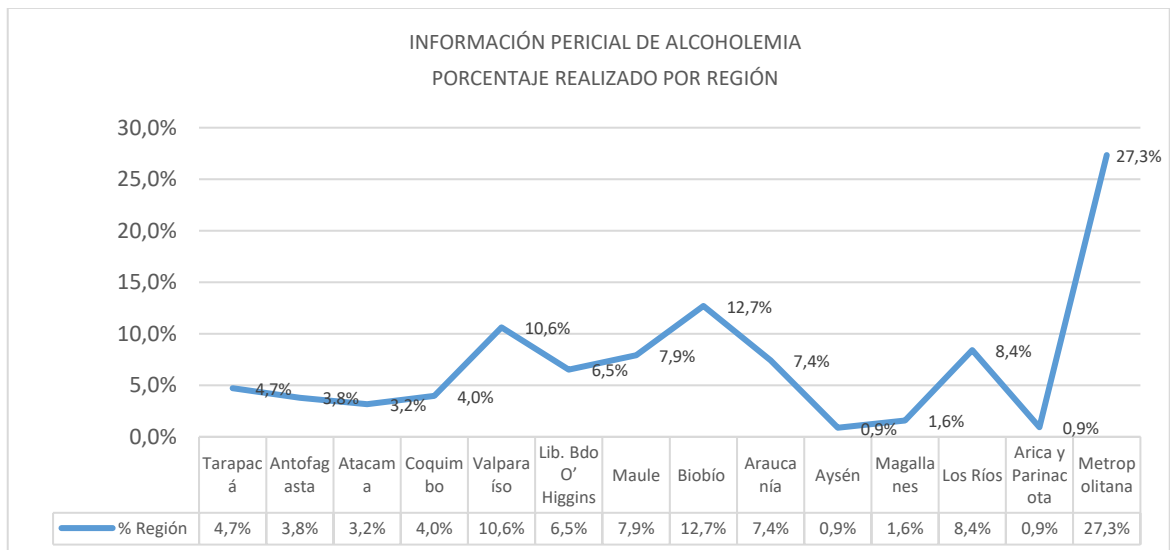 INFORMACIÓN PERICIAL DE ALCOHOLEMIA
PORCENTAJE REALIZADO POR REGIÓN
30,0%
25,0%
20,0%
15,0%
10,0%
5,0%
0,0%
4,7%
3,8%
3,2%
4,0%
10,6%
6,5%
7,9%
12,7%
7,4%
0,9%
1,6%
8,4%
0,9%
27,3%
Tarapac
á
Antofag
asta
Atacam
a
Coquim
bo
Valpara
íso
Lib. Bdo
O’
Higgins
Maule
Biobío
Arauca
nía
Aysén
Magalla
nes
Los Ríos
Arica y
Parinac
ota
Metrop
olitana
% Región 4,7% 3,8% 3,2% 4,0% 10,6% 6,5% 7,9% 12,7% 7,4% 0,9% 1,6% 8,4% 0,9% 27,3%